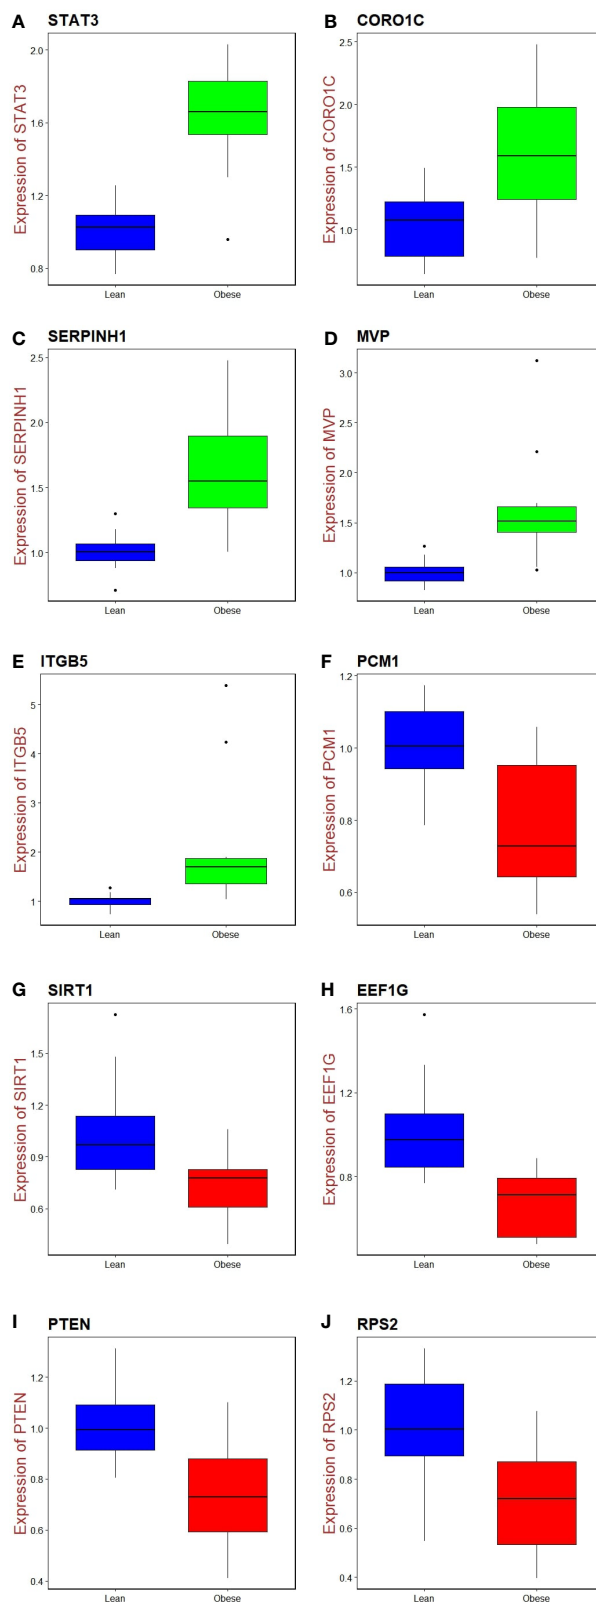 A STAT3
Expression of STAT3
2.0
1.6
1.2
0.8
Lean Obese
B CORO1C
Expression of CORO1C
2.5
2.0
1.5
1.0
Lean Obese
C SERPINH1
Expression of SERPINH1
2.5
2.0
1.5
1.0
Lean Obese
D MVP
Expression of MVP
3.0
2.5
2.0
1.5
1.0
Lean Obese
E ITGB5
Expression of ITGB5
5
4
3
2
1
Lean Obese
F PCM1
Expression of PCM1
1.2
1.0
0.8
0.6
Lean Obese
G SIRT1
Expression of SIRT1
1.5
1.2
0.9
0.6
Lean Obese
H EEF1G
Expression of EEF1G
1.6
1.2
0.8
Lean Obese
I PTEN
Expression of PTEN
1.2
1.0
0.8
0.6
0.4
Lean Obese
J RPS2
Expression of RPS2
1.2
1.0
0.8
0.6
0.4
Lean Obese